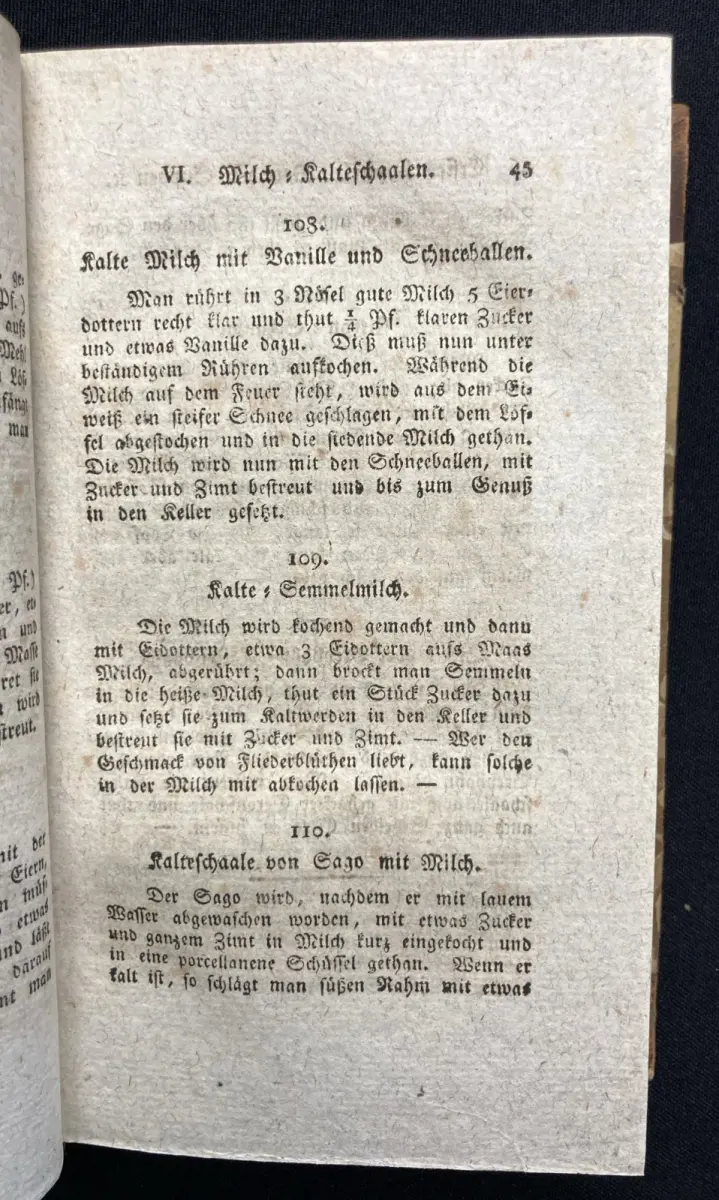 VI. Milch-Kalteschaalen. 45
108.
Kalte Milch mit Vanille und Schneeballen.
Man rührt in 3 Nösel gute Milch 5 Eier-
dottern recht klar und thut ¼ Pf. klaren Zucker
und etwas Vanille dazu. Dieß muß nun unter
beständigem Rühren aufkochen. Während die
Milch auf dem Feuer steht, wird aus dem Ei-
weiß ein steifer Schnee geschlagen, mit dem Löf-
fel abgestochen und in die siedende Milch gethan.
Die Milch wird nun mit den Schneeballen, mit
Zucker und Zimt bestreut und bis zum Genuß
in den Keller gesetzt.
109.
Kalte-Semmelmilch.
Die Milch wird kochend gemacht und dann
mit Eidottern, etwa 3 Eidottern aufs Maas
Milch, abgerührt; dann brockt man Semmeln
in die heiße Milch, thut ein Stück Zucker dazu
und setzt sie zum Kaltwerden in den Keller und
bestreut sie mit Zucker und Zimt. — Wer den
Geschmack von Fliederblüthen liebt, kann solche
in der Milch mit abkochen lassen. —
110.
Kalteschaale von Sago mit Milch.
Der Sago wird, nachdem er mit lauem
Wasser abgewaschen worden, mit etwas Zucker
und ganzem Zimt in Milch kurz eingekocht und
in eine porcellanene Schüssel gethan. Wenn er
kalt ist, so schlägt man süßen Rahm mit etwas